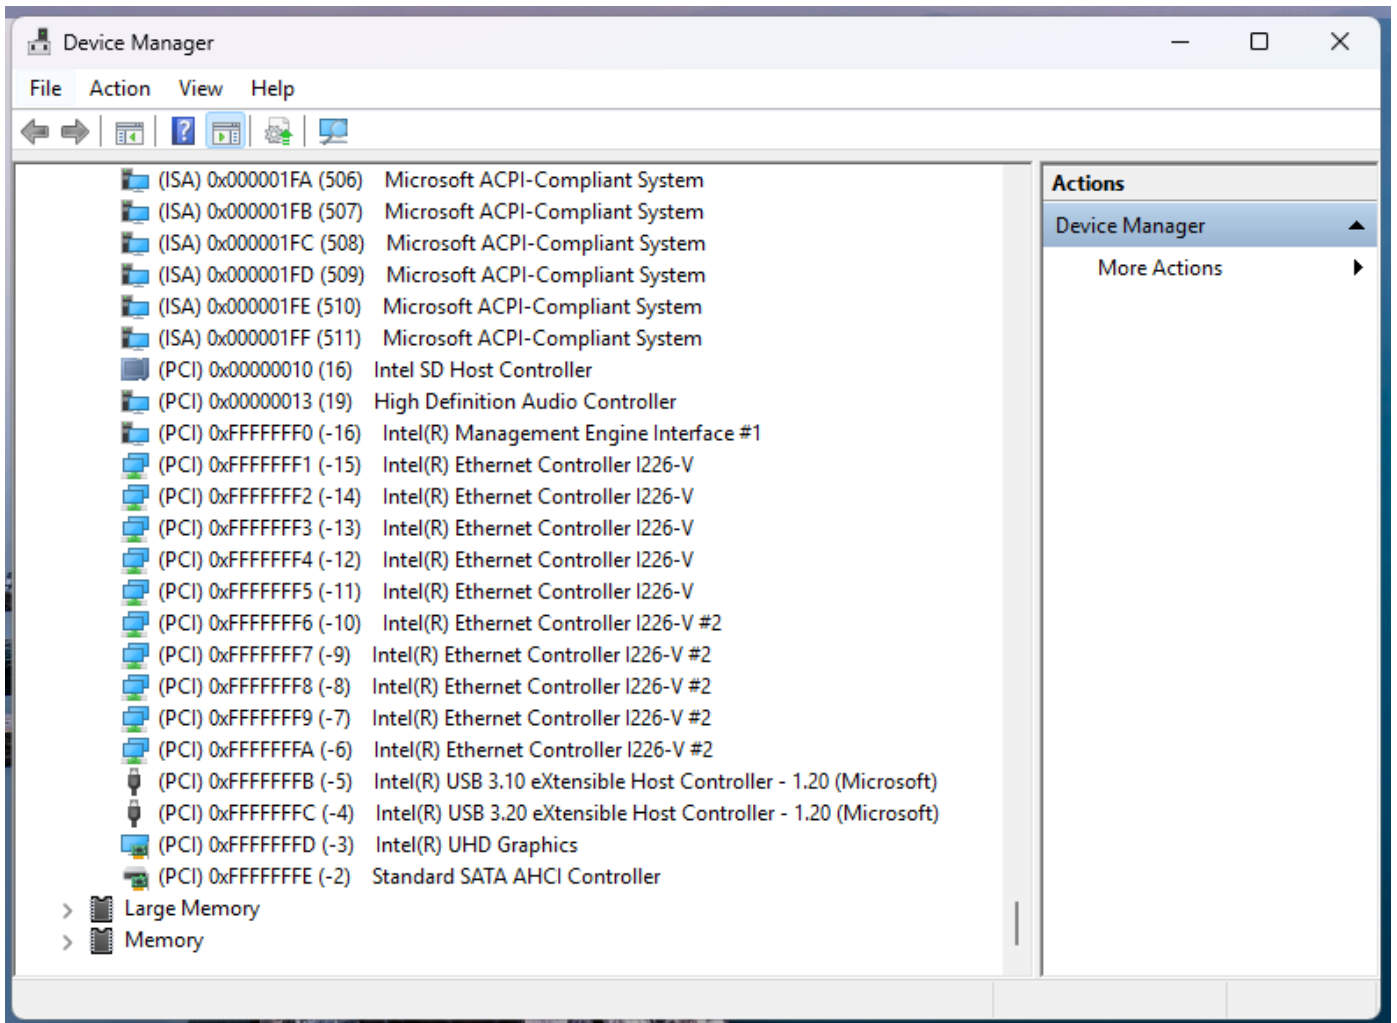 Device Manager
File Action View Help
(ISA) 0x000001FA (506) Microsoft ACPI-Compliant System
(ISA) 0x000001FB (507) Microsoft ACPI-Compliant System
(ISA) 0x000001FC (508) Microsoft ACPI-Compliant System
(ISA) 0x000001FD (509) Microsoft ACPI-Compliant System
(ISA) 0x000001FE (510) Microsoft ACPI-Compliant System
(ISA) 0x000001FF (511) Microsoft ACPI-Compliant System
(PCI) 0x00000010 (16) Intel SD Host Controller
(PCI) 0x00000013 (19) High Definition Audio Controller
(PCI) 0xFFFFFFF0 (-16) Intel(R) Management Engine Interface #1
(PCI) 0xFFFFFFF1 (-15) Intel(R) Ethernet Controller I226-V
(PCI) 0xFFFFFFF2 (-14) Intel(R) Ethernet Controller I226-V
(PCI) 0xFFFFFFF3 (-13) Intel(R) Ethernet Controller I226-V
(PCI) 0xFFFFFFF4 (-12) Intel(R) Ethernet Controller I226-V
(PCI) 0xFFFFFFF5 (-11) Intel(R) Ethernet Controller I226-V
(PCI) 0xFFFFFFF6 (-10) Intel(R) Ethernet Controller I226-V #2
(PCI) 0xFFFFFFF7 (-9) Intel(R) Ethernet Controller I226-V #2
(PCI) 0xFFFFFFF8 (-8) Intel(R) Ethernet Controller I226-V #2
(PCI) 0xFFFFFFF9 (-7) Intel(R) Ethernet Controller I226-V #2
(PCI) 0xFFFFFFFA (-6) Intel(R) Ethernet Controller I226-V #2
(PCI) 0xFFFFFFFB (-5) Intel(R) USB 3.10 eXtensible Host Controller - 1.20 (Microsoft)
(PCI) 0xFFFFFFFC (-4) Intel(R) USB 3.20 eXtensible Host Controller - 1.20 (Microsoft)
(PCI) 0xFFFFFFFD (-3) Intel(R) UHD Graphics
(PCI) 0xFFFFFFFE (-2) Standard SATA AHCI Controller
Large Memory
Memory
Actions
Device Manager
More Actions